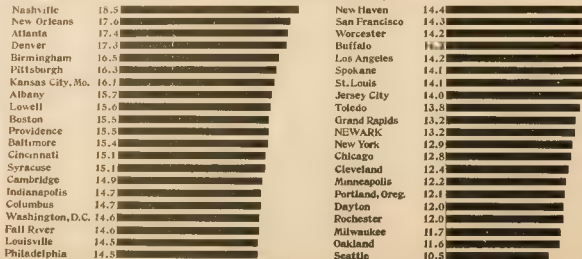 Nashville 18.5
New Orleans 17.6
Atlanta 17.4
Denver 17.3
Birmingham 16.5
Pittsburgh 16.3
Kansas City, Mo. 16.1
Albany 15.7
Lowell 15.6
Boston 15.5
Providence 15.5
Baltimore 15.4
Cincinnati 15.1
Syracuse 15.1
Cambridge 14.9
Indianapolis 14.7
Columbus 14.7
Washington, D.C. 14.6
Fall River 14.6
Louisville 14.5
Philadelphia 14.5
New Haven 14.4
San Francisco 14.3
Worcester 14.2
Buffalo
Los Angeles 14.2
Spokane 14.1
St. Louis 14.1
Jersey City 14.0
Toledo 13.8
Grand Rapids 13.2
NEWARK 13.2
New York 12.9
Chicago 12.8
Cleveland 12.4
Minneapolis 12.2
Portland, Oreg. 12.1
Dayton 12.0
Rochester 12.0
Milwaukee 11.7
Oakland 11.6
Seattle 10.5